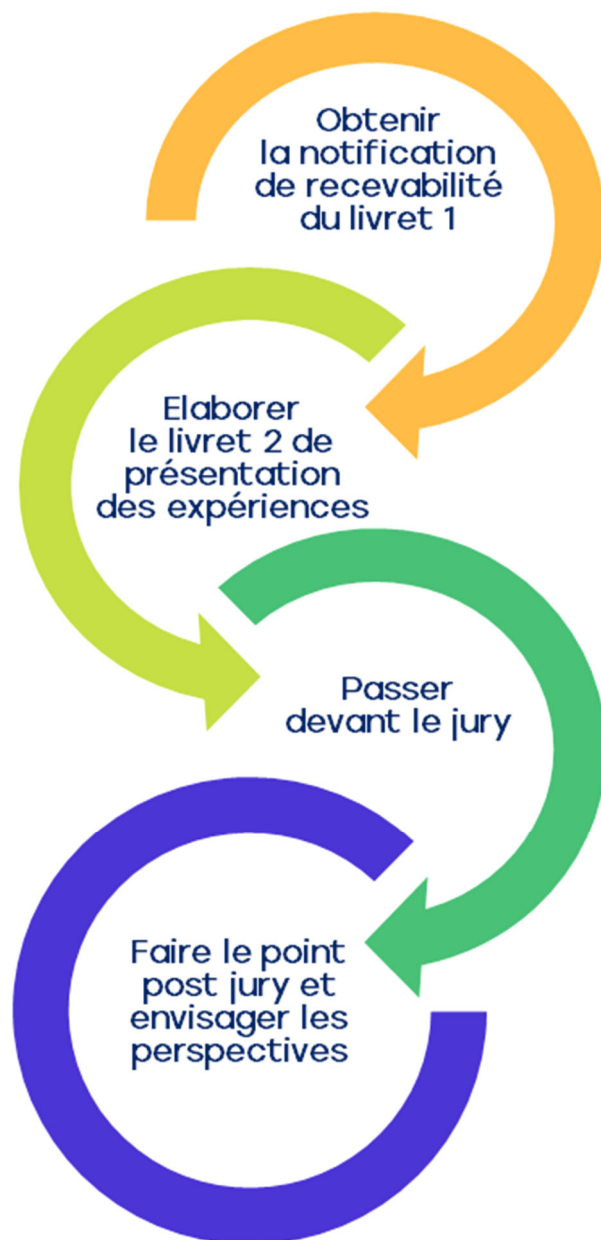 Obtenir
la notification
de recevabilité
du livret 1
Elaborer
le livret 2 de
présentation
des expériences
Passer
devant le jury
Faire le point
post jury et
envisager les
perspectives